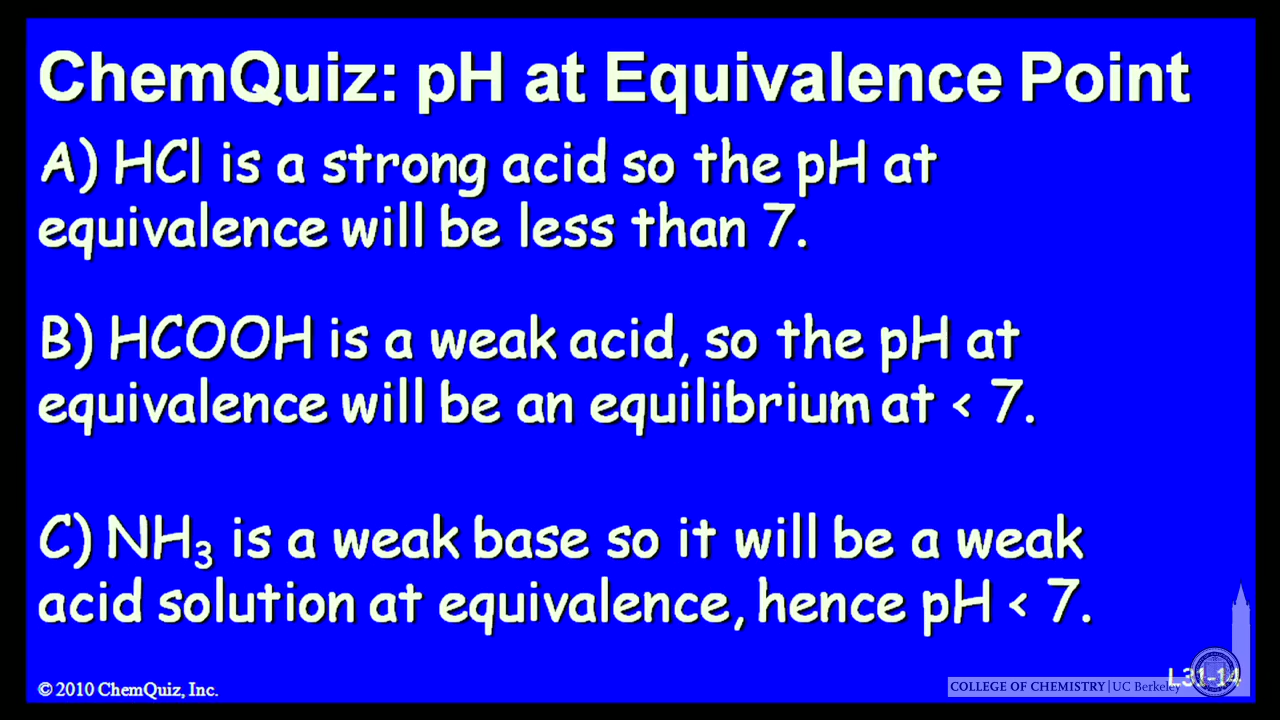 ChemQuiz: pH at Equivalence Point
A) HCl is a strong acid so the pH at
equivalence will be less than 7.
B) HCOOH is a weak acid, so the pH at
equivalence will be an equilibrium at < 7.
C) NH₃ is a weak base so it will be a weak
acid solution at equivalence, hence pH < 7.
© 2010 ChemQuiz, Inc.
COLLEGE OF CHEMISTRY | UC Berkeley
L31-14